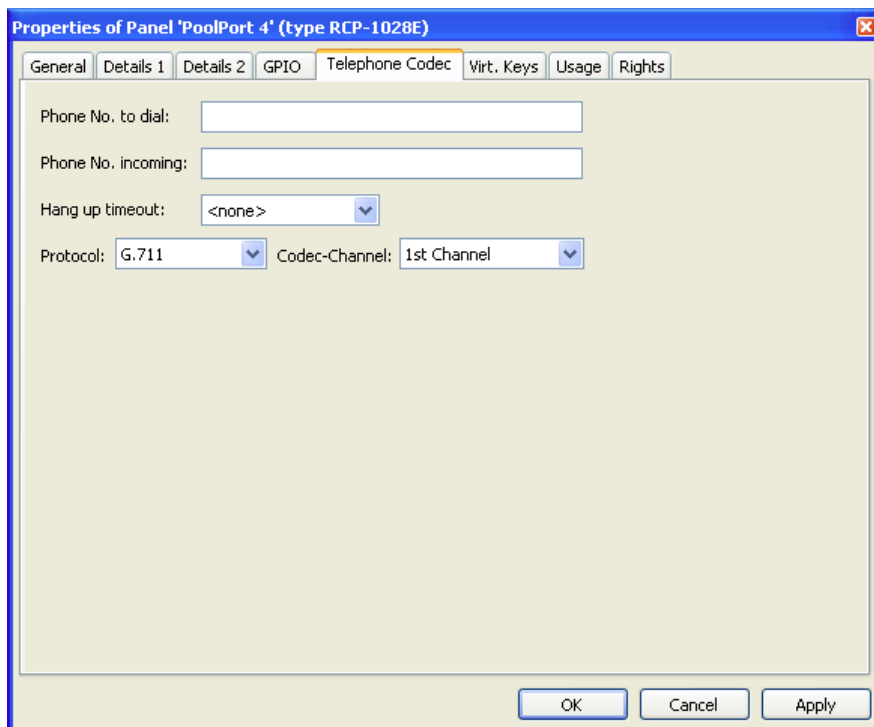 Properties of Panel 'PoolPort 4' (type RCP-1028E)
General Details 1 Details 2 GPIO Telephone Codec Virt. Keys Usage Rights
Phone No. to dial:
Phone No. incoming:
Hang up timeout: <none>
Protocol: G.711 Codec-Channel: 1st Channel
OK Cancel Apply